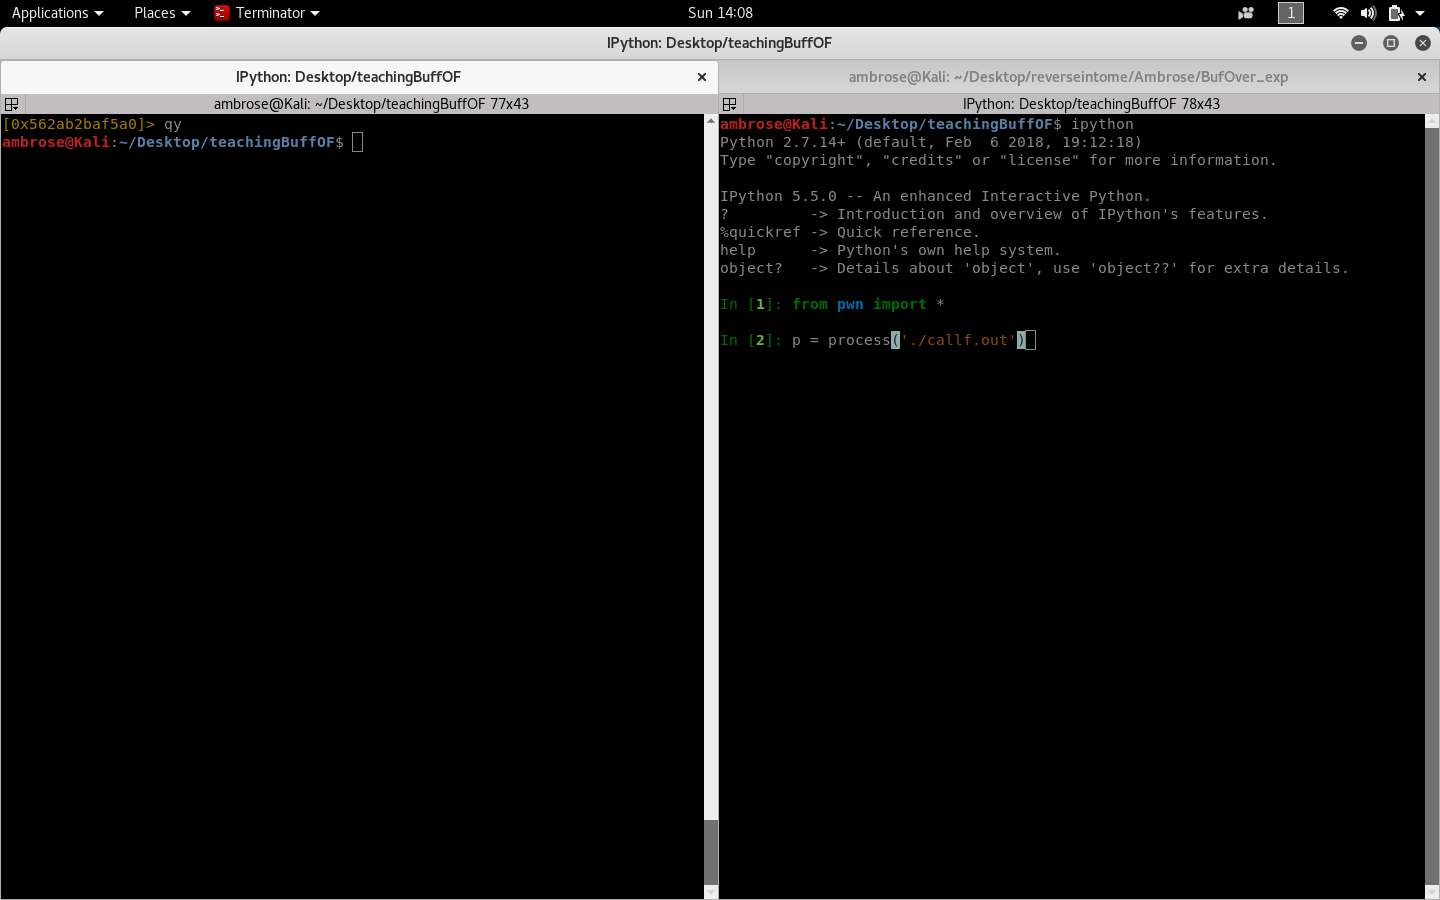 Applications Places Terminator Sun 14:08 1
IPython: Desktop/teachingBuffOF
IPython: Desktop/teachingBuffOF
ambrose@Kali: ~/Desktop/reverseintome/Ambrose/BufOver_exp
ambrose@Kali: ~/Desktop/teachingBuffOF 77x43
IPython: Desktop/teachingBuffOF 78x43
[0x562ab2baf5a0]> qy
ambrose@Kali:~/Desktop/teachingBuffOF$
ambrose@Kali:~/Desktop/teachingBuffOF$ ipython
Python 2.7.14+ (default, Feb  6 2018, 19:12:18)
Type "copyright", "credits" or "license" for more information.
IPython 5.5.0 -- An enhanced Interactive Python.
?         -> Introduction and overview of IPython's features.
%quickref -> Quick reference.
help      -> Python's own help system.
object?   -> Details about 'object', use 'object??' for extra details.
In [1]: from pwn import *
In [2]: p = process('./callf.out')